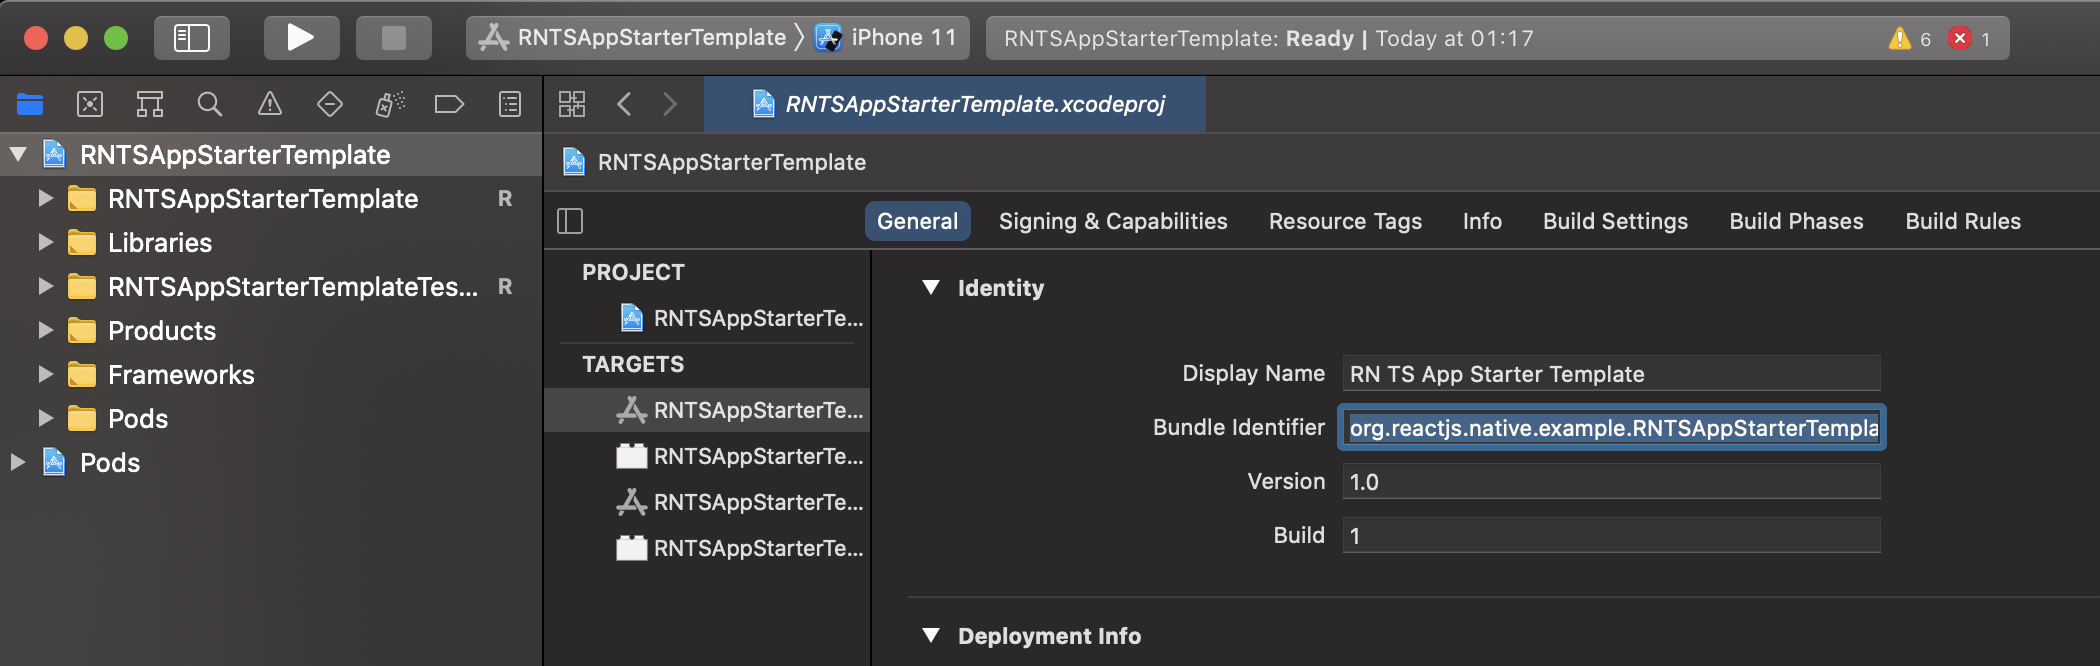 RNTSAppStarterTemplate 〉 iPhone 11
RNTSAppStarterTemplate: Ready | Today at 01:17
6
1
RNTSAppStarterTemplate.xcodeproj
RNTSAppStarterTemplate
RNTSAppStarterTemplate R
Libraries
RNTSAppStarterTemplateTes... R
Products
Frameworks
Pods
Pods
RNTSAppStarterTemplate
General Signing & Capabilities Resource Tags Info Build Settings Build Phases Build Rules
PROJECT
RNTSAppStarterTe...
TARGETS
RNTSAppStarterTe...
RNTSAppStarterTe...
RNTSAppStarterTe...
RNTSAppStarterTe...
Identity
Display Name RN TS App Starter Template
Bundle Identifier org.reactjs.native.example.RNTSAppStarterTempla
Version 1.0
Build 1
Deployment Info